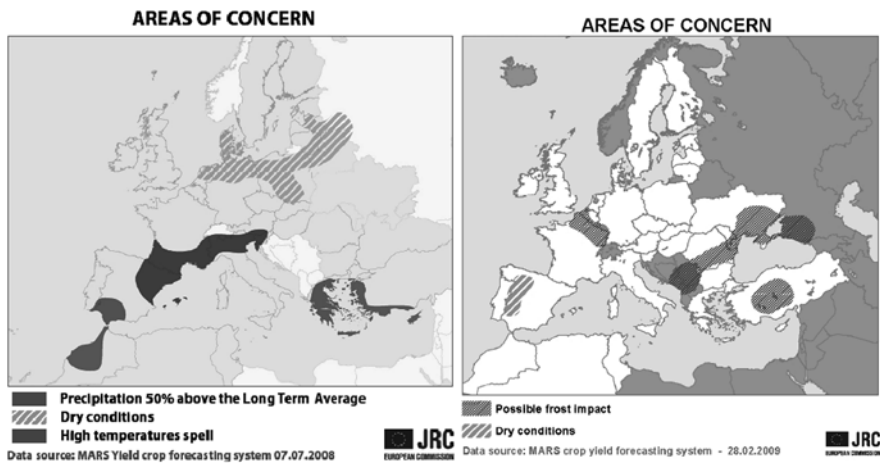 AREAS OF CONCERN
Precipitation 50% above the Long Term Average
Dry conditions
High temperatures spell
JRC
EUROPEAN COMMISSION
Data source: MARS Yield crop forecasting system 07.07.2008
AREAS OF CONCERN
Possible frost impact
Dry conditions
JRC
EUROPEAN COMMISSION
Data source: MARS crop yield forecasting system - 28.02.2009